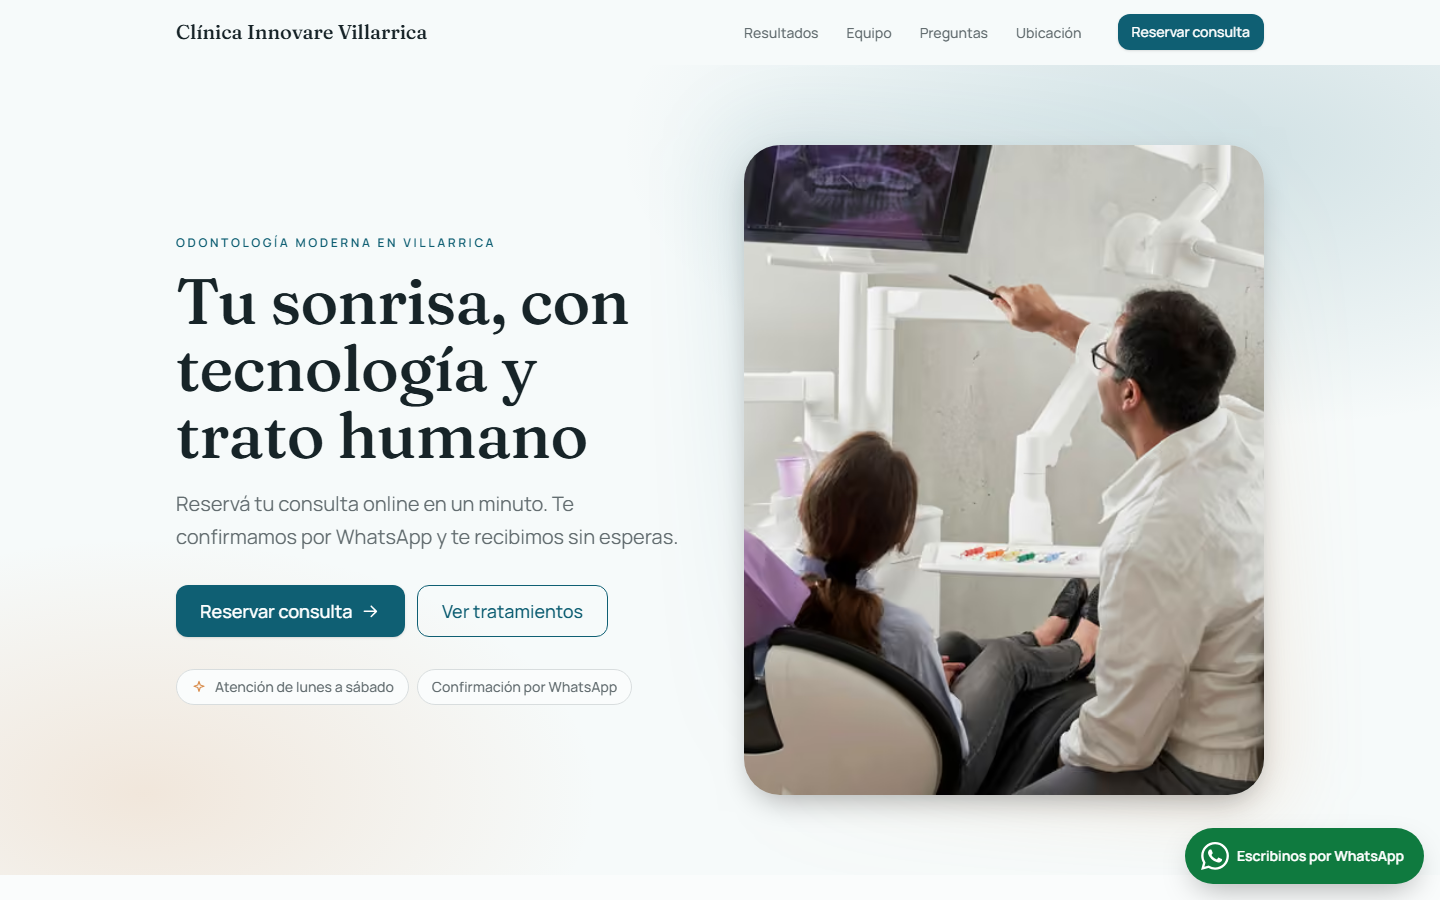 Clínica Innovare Villarrica
Resultados
Equipo
Preguntas
Ubicación
Reservar consulta
ODONTOLOGÍA MODERNA EN VILLARRICA
Tu sonrisa, con
tecnología y
trato humano
Reservá tu consulta online en un minuto. Te
confirmamos por WhatsApp y te recibimos sin esperas.
Reservar consulta
Ver tratamientos
Atención de lunes a sábado
Confirmación por WhatsApp
Escribinos por WhatsApp